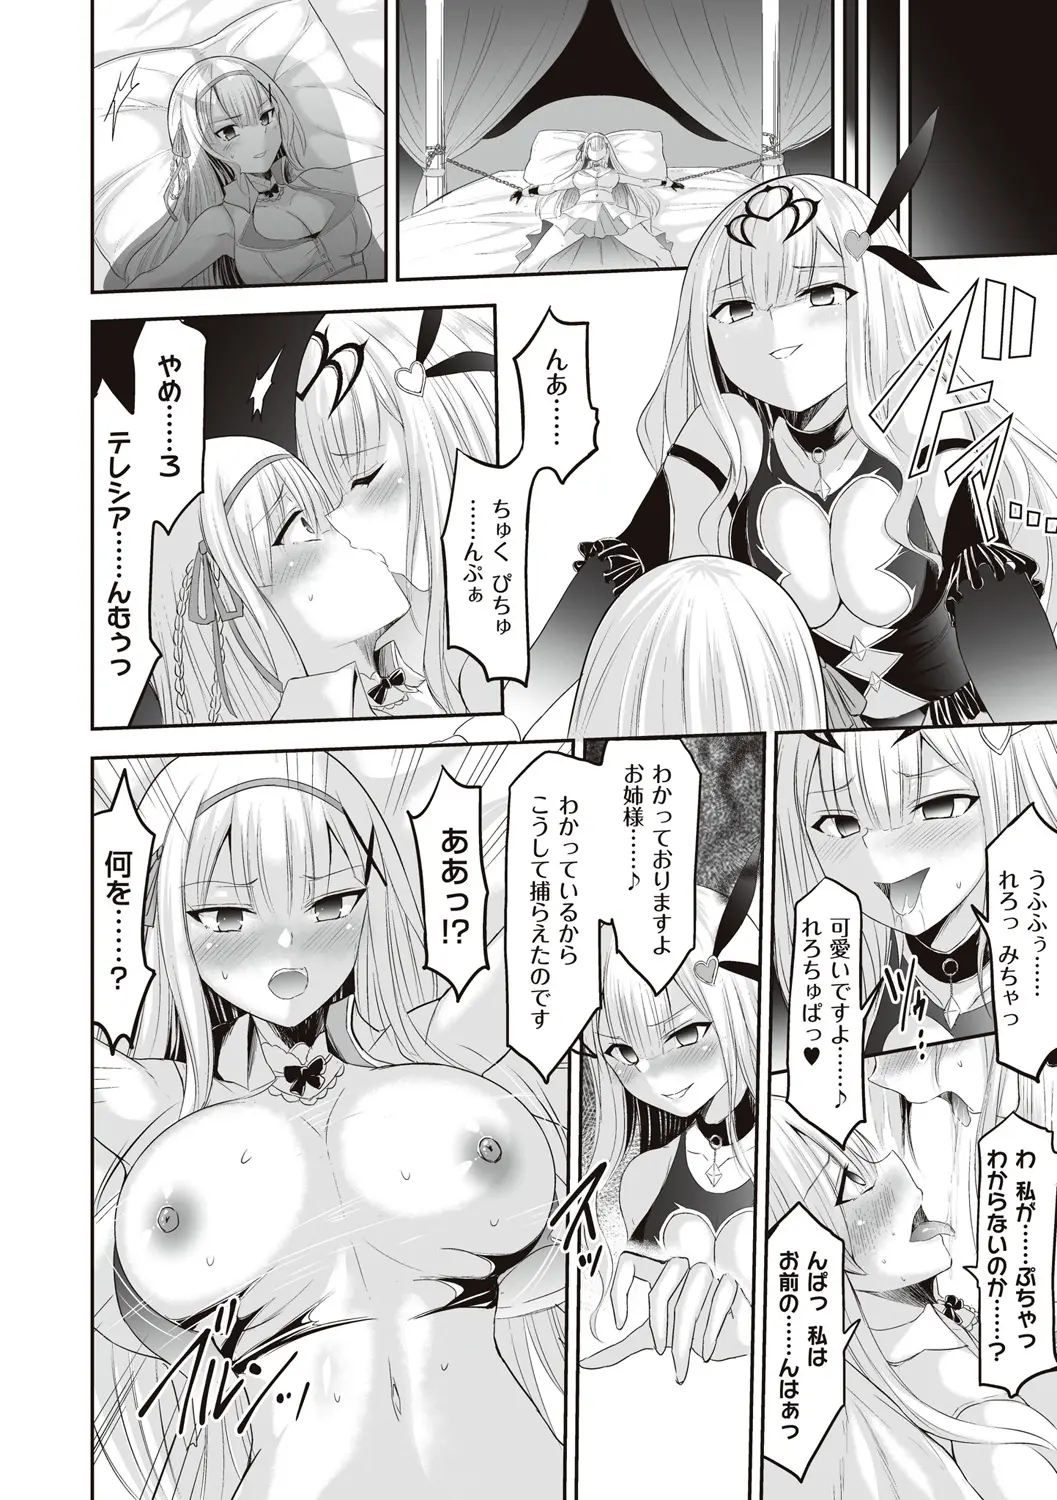 んあ……
ちゅく ぴちゅ
……んぷぁ
やめ……ろ
テレシア……んむぅっ
うふふぅ……
れろっ みちゃっ
可愛いですよ……♪
れろちゅぱっ♥
わ 私が……ぷちゃっ
わからないのか……?
んぱっ 私は
お前の……んはぁっ
わかっておりますよ
お姉様……♪
わかっているから
こうして捕らえたのです
ああっ!?
何を……?
ブルンッ